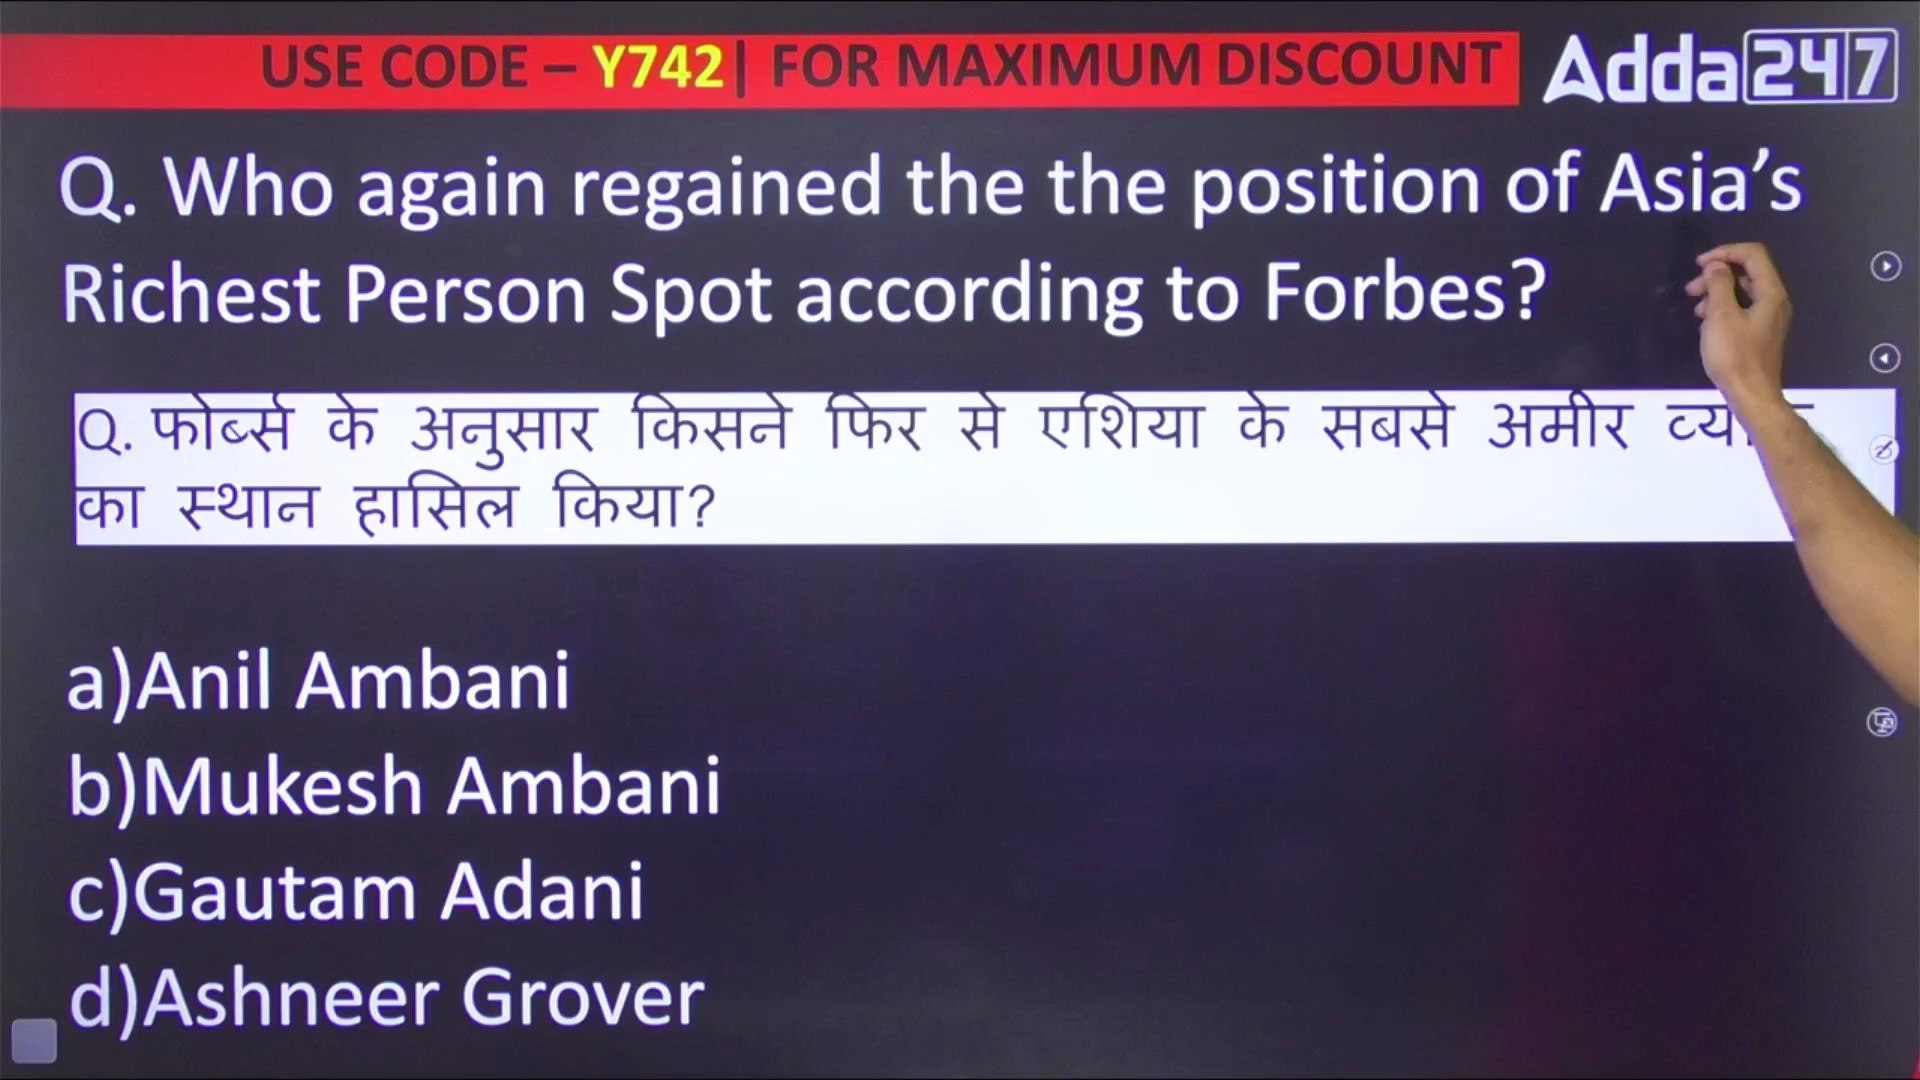 USE CODE – Y742| FOR MAXIMUM DISCOUNT
Adda247
Q. Who again regained the the position of Asia’s
Richest Person Spot according to Forbes?
Q. फोर्ब्स के अनुसार किसने फिर से एशिया के सबसे अमीर
का स्थान हासिल किया?
a)Anil Ambani
b)Mukesh Ambani
c)Gautam Adani
d)Ashneer Grover